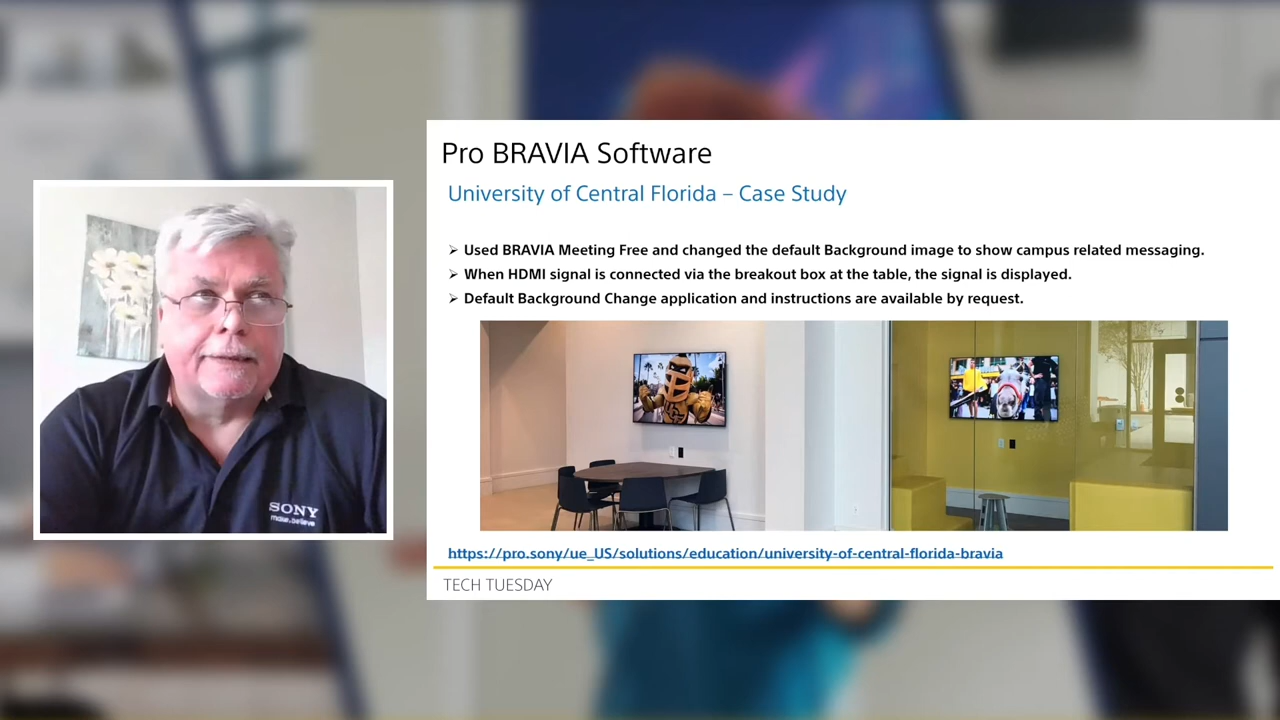 Pro BRAVIA Software
University of Central Florida – Case Study
➢ Used BRAVIA Meeting Free and changed the default Background image to show campus related messaging.
➢ When HDMI signal is connected via the breakout box at the table, the signal is displayed.
➢ Default Background Change application and instructions are available by request.
https://pro.sony/ue_US/solutions/education/university-of-central-florida-bravia
TECH TUESDAY
SONY
make.believe